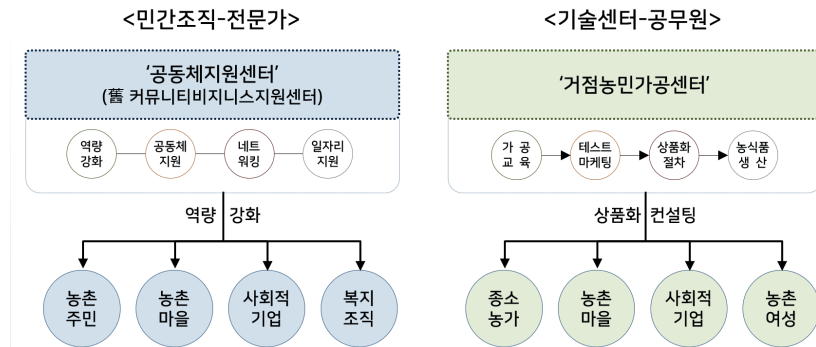 <민간조직-전문가>
'공동체지원센터'
(舊 커뮤니티비지니스지원센터)
역량
강화
공동체
지원
네트
워킹
일자리
지원
역량 강화
농촌
주민
농촌
마을
사회적
기업
복지
조직
<기술센터-공무원>
'거점농민가공센터'
가 공
교 육
테스트
마케팅
상품화
절차
농식품
생 산
상품화 컨설팅
중소
농가
농촌
마을
사회적
기업
농촌
여성